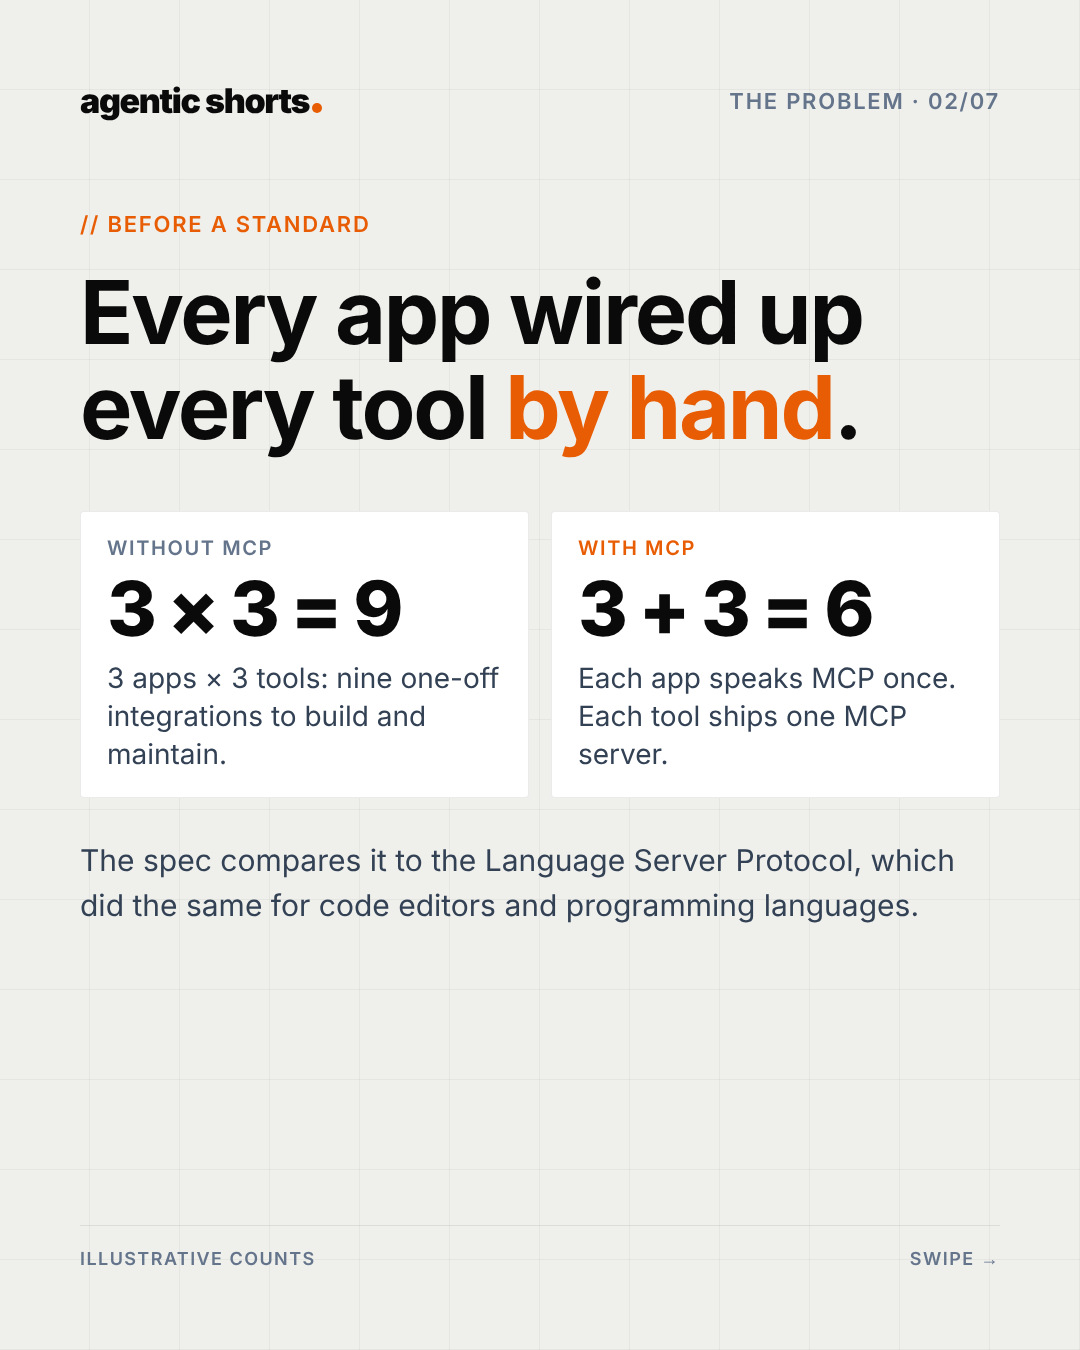 agentic shorts.
THE PROBLEM · 02/07
// BEFORE A STANDARD
Every app wired up
every tool by hand.
WITHOUT MCP
3 × 3 = 9
3 apps × 3 tools: nine one-off
integrations to build and
maintain.
WITH MCP
3 + 3 = 6
Each app speaks MCP once.
Each tool ships one MCP
server.
The spec compares it to the Language Server Protocol, which
did the same for code editors and programming languages.
ILLUSTRATIVE COUNTS
SWIPE →